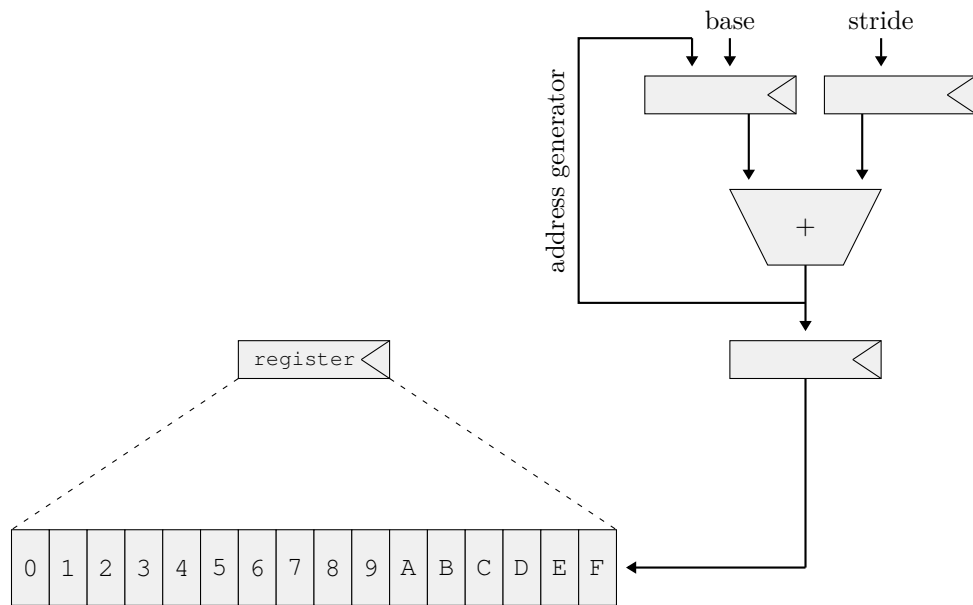 base
stride
address generator
+
register
0 1 2 3 4 5 6 7 8 9 A B C D E F